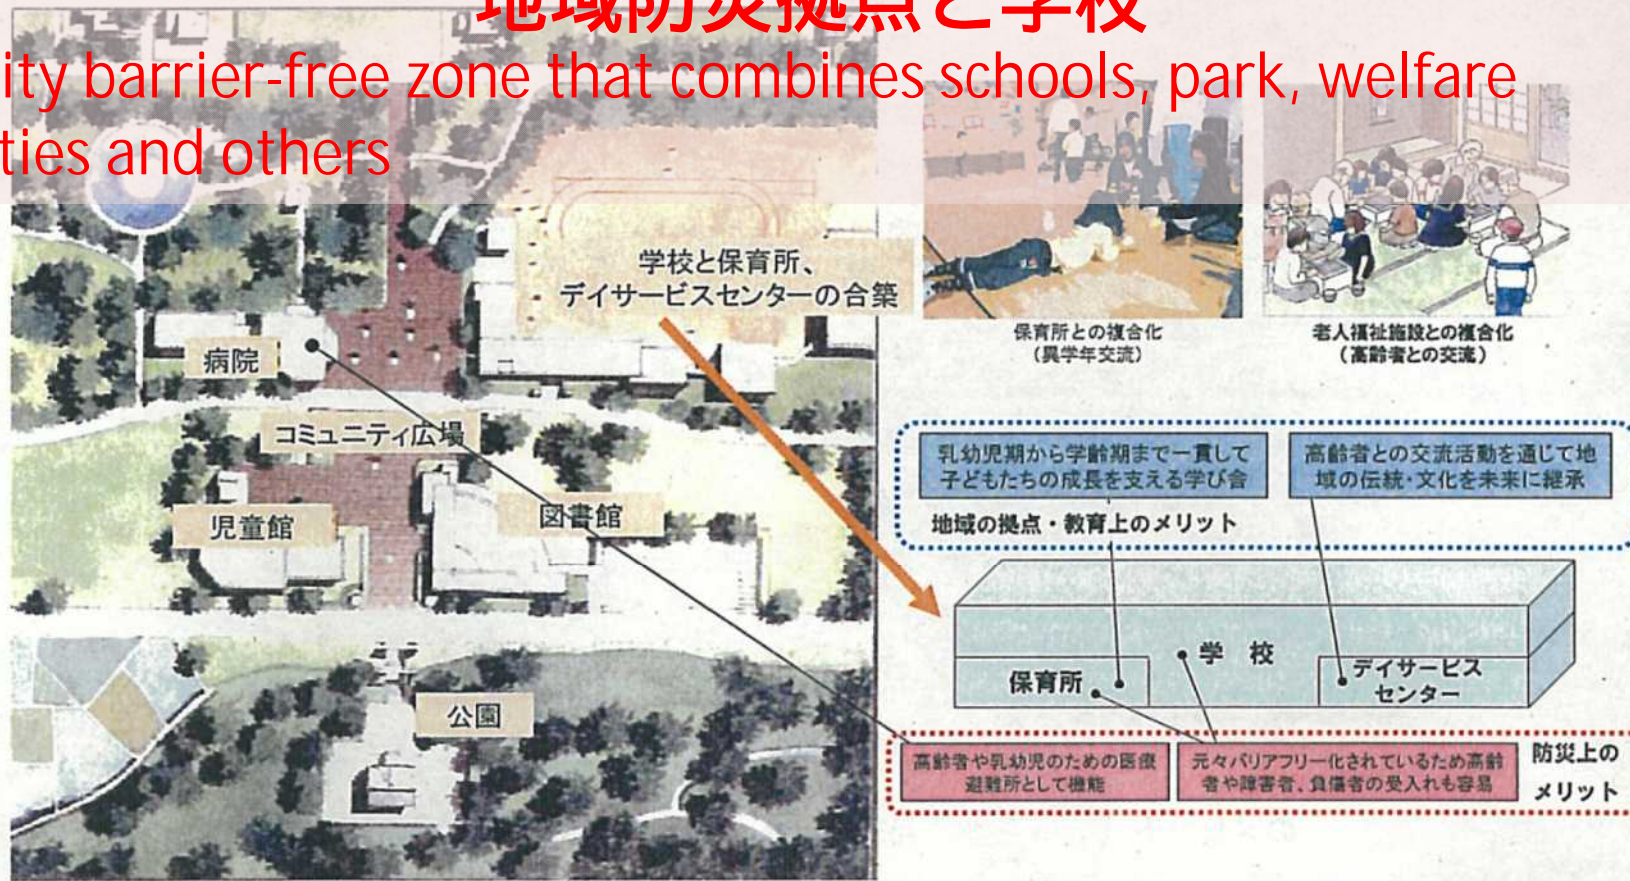 地域防災拠点と学校
ity barrier-free zone that combines schools, park, welfare
ties and others
学校と保育所、
デイサービスセンターの合築
病院
コミュニティ広場
児童館
図書館
公園
保育所との複合化
(異学年交流)
老人福祉施設との複合化
(高齢者との交流)
乳幼児期から学齢期まで一貫して
子どもたちの成長を支える学び舎
高齢者との交流活動を通じて地
域の伝統・文化を未来に継承
地域の拠点・教育上のメリット
学 校
保育所
デイサービス
センター
高齢者や乳幼児のための医療
避難所として機能
元々バリアフリー化されているため高齢
者や障害者、負傷者の受入れも容易
防災上の
メリット